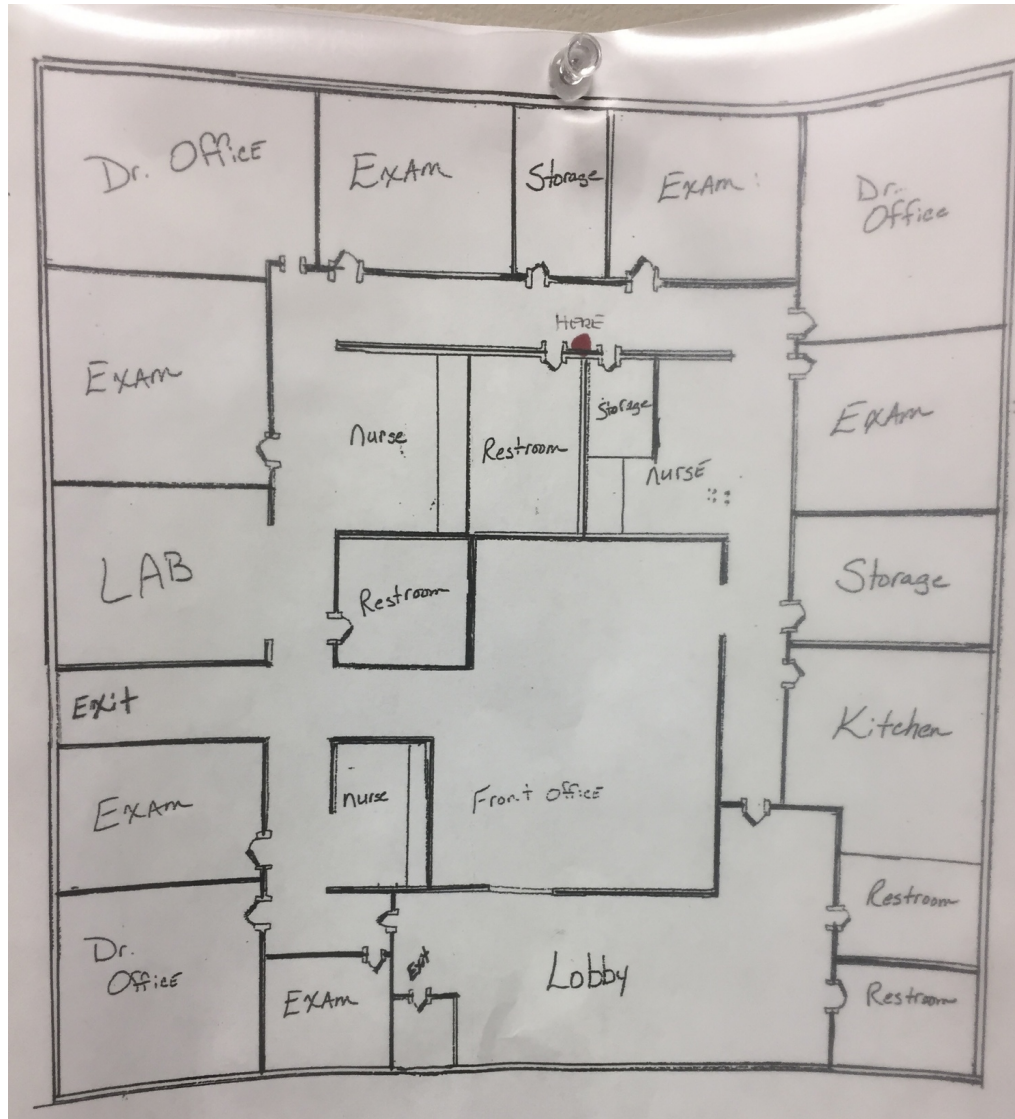 Dr. Office
Exam
Storage
Exam
Dr.
Office
HERE
Exam
Nurse
Restroom
Storage
NURSE
Exam
LAB
Restroom
Storage
Exit
Kitchen
Exam
nurse
Front Office
Restroom
Dr.
Office
Exam
Exit
Lobby
Restroom